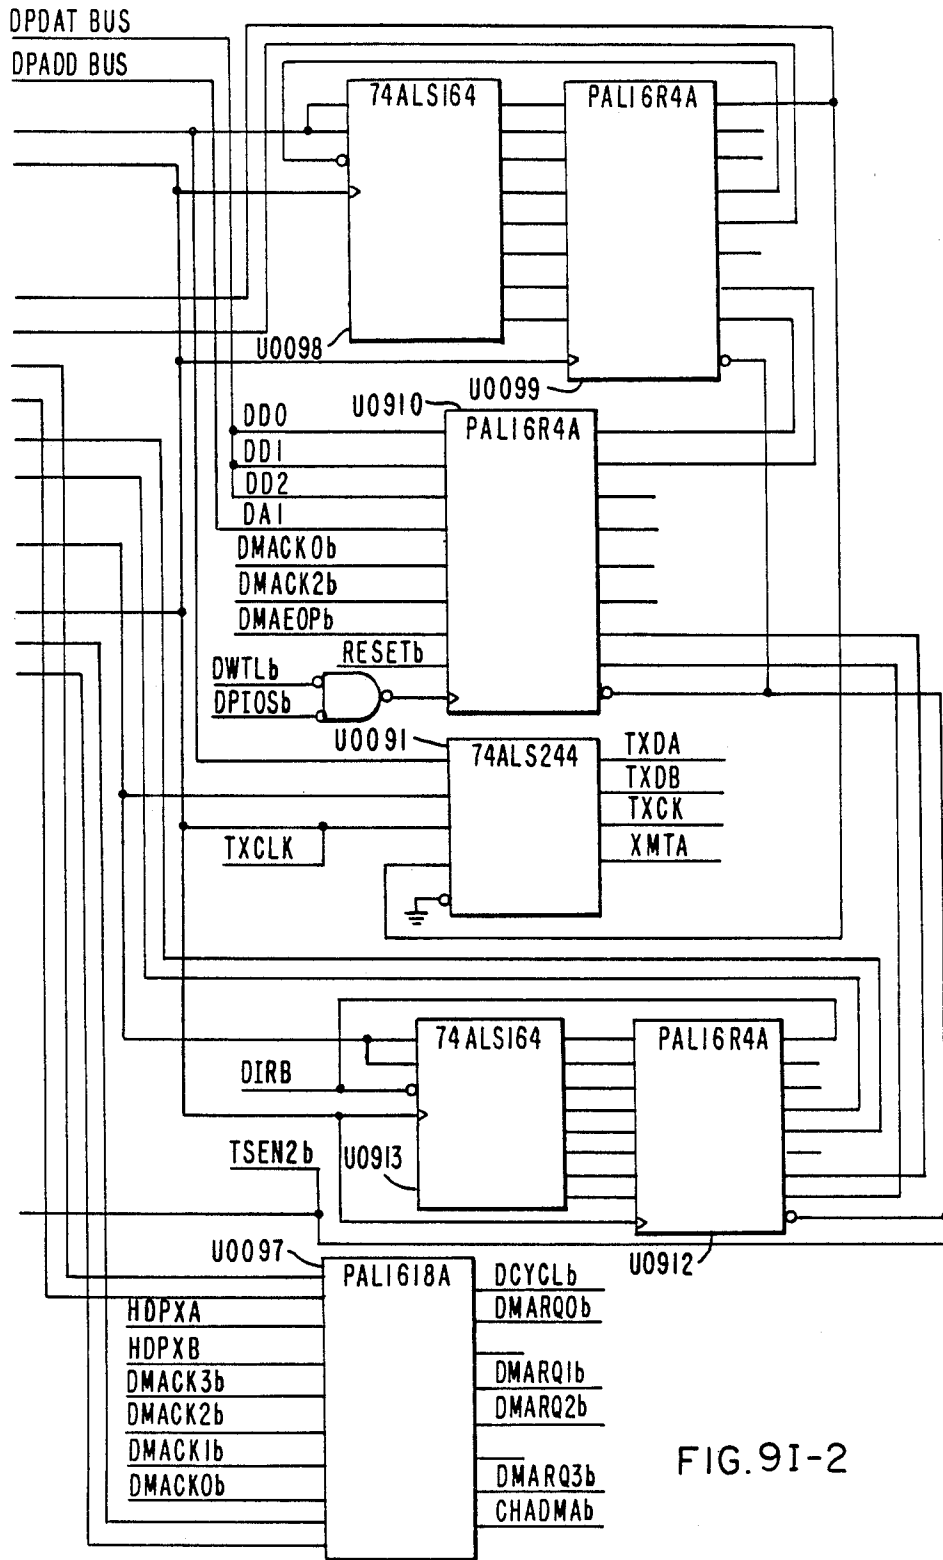 DPDAT BUS
DPADD BUS
74ALS164
PAL16R4A
U0098
U0099
U0910
PAL16R4A
DD0
DD1
DD2
DA1
DMACK0b
DMACK2b
DMAEOPb
RESETb
DWTLb
DPIOSb
U0091
74ALS244
TXDA
TXDB
TXCK
XMTA
TXCLK
74ALS164
PAL16R4A
DIRB
TSEN2b
U0913
U0912
U0097
PAL1618A
DCYCLb
DMARQ0b
HDPXA
HDPXB
DMARQ1b
DMACK3b
DMARQ2b
DMACK2b
DMACK1b
DMARQ3b
DMACK0b
CHADMAb
FIG. 9I-2